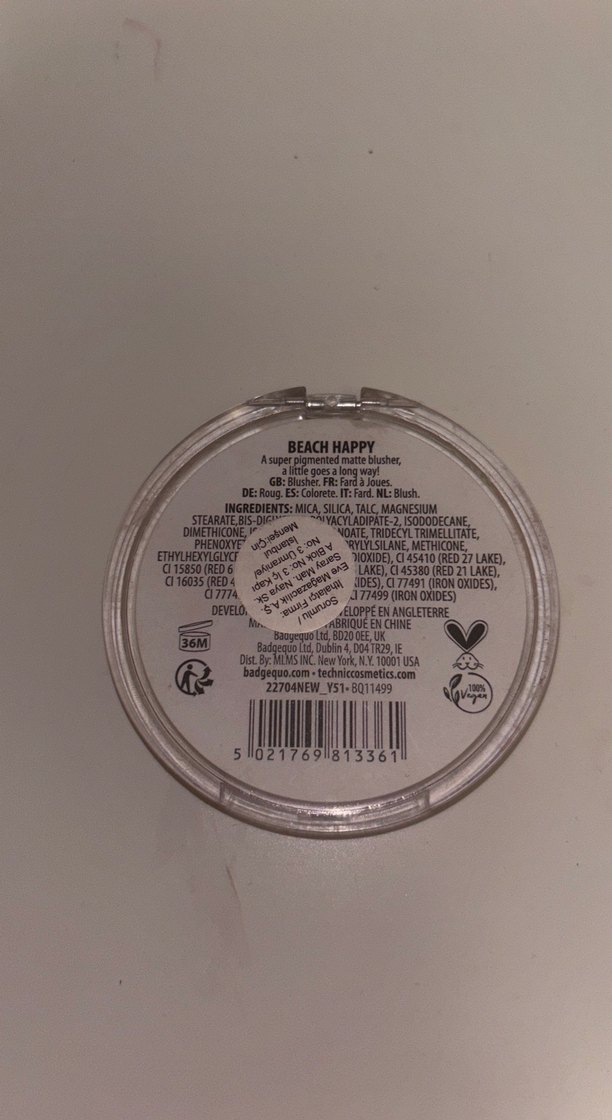 BEACH HAPPY
A super pigmented matte blusher,
a little goes a long way!
GB: Blusher. FR: Fard à Joues.
DE: Roug. ES: Colorete. IT: Fard. NL: Blush.
INGREDIENTS: MICA, SILICA, TALC, MAGNESIUM
STEARATE, BIS-DIGL POLYACYLADIPATE-2, ISODODECANE,
DIMETHICONE, NOATE, TRIDECYL TRIMELLITATE,
PHENOXYE RYLYLSILANE, METHICONE,
ETHYLHEXYLGLYC IOXIDE), CI 45410 (RED 27 LAKE),
CI 15850 (RED 6 LAKE), CI 45380 (RED 21 LAKE),
CI 16035 (RED 4 IDES), CI 77491 (IRON OXIDES),
CI 7774 CI 77499 (IRON OXIDES)
DEVELO VELOPPÉ EN ANGLETERRE
MA FABRIQUÉ EN CHINE
Badgequo Ltd, BD20 0EE, UK
Badgequo Ltd, Dublin 4, D04 TR29, IE
Dist. By: MLMS INC. New York, N.Y. 10001 USA
badgequo.com • techniccosmetics.com
22704NEW_Y51 • BQ11499
5 021769 813361
36M
100%
Vegan
Sorumlu /
İthalatçı Firma:
Eve Mağazacılık A.Ş.
Saray Mah. Naya Sk.
A Blok No: 3 İç Kapı
No: 3 Ümraniye/
İstanbul
Menşei:Çin